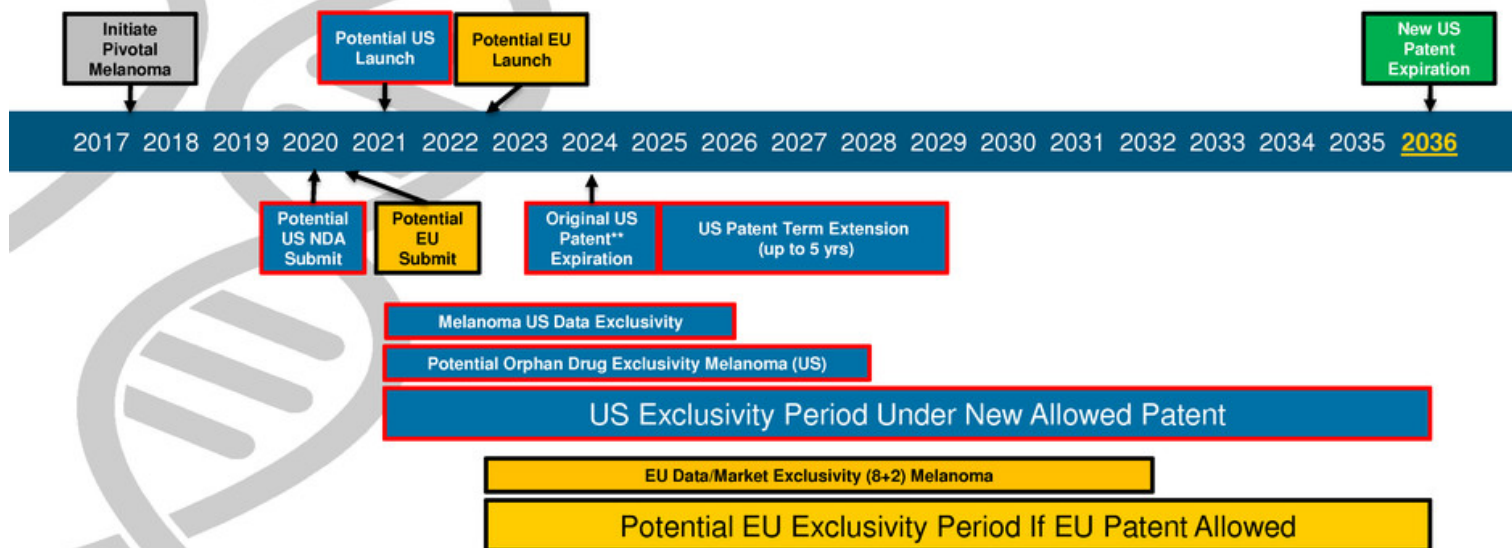 Initiate
Pivotal
Melanoma
Potential US
Launch
Potential EU
Launch
New US
Patent
Expiration
2017 2018 2019 2020 2021 2022 2023 2024 2025 2026 2027 2028 2029 2030 2031 2032 2033 2034 2035 2036
Potential
US NDA
Submit
Potential
EU
Submit
Original US
Patent**
Expiration
US Patent Term Extension
(up to 5 yrs)
Melanoma US Data Exclusivity
Potential Orphan Drug Exclusivity Melanoma (US)
US Exclusivity Period Under New Allowed Patent
EU Data/Market Exclusivity (8+2) Melanoma
Potential EU Exclusivity Period If EU Patent Allowed